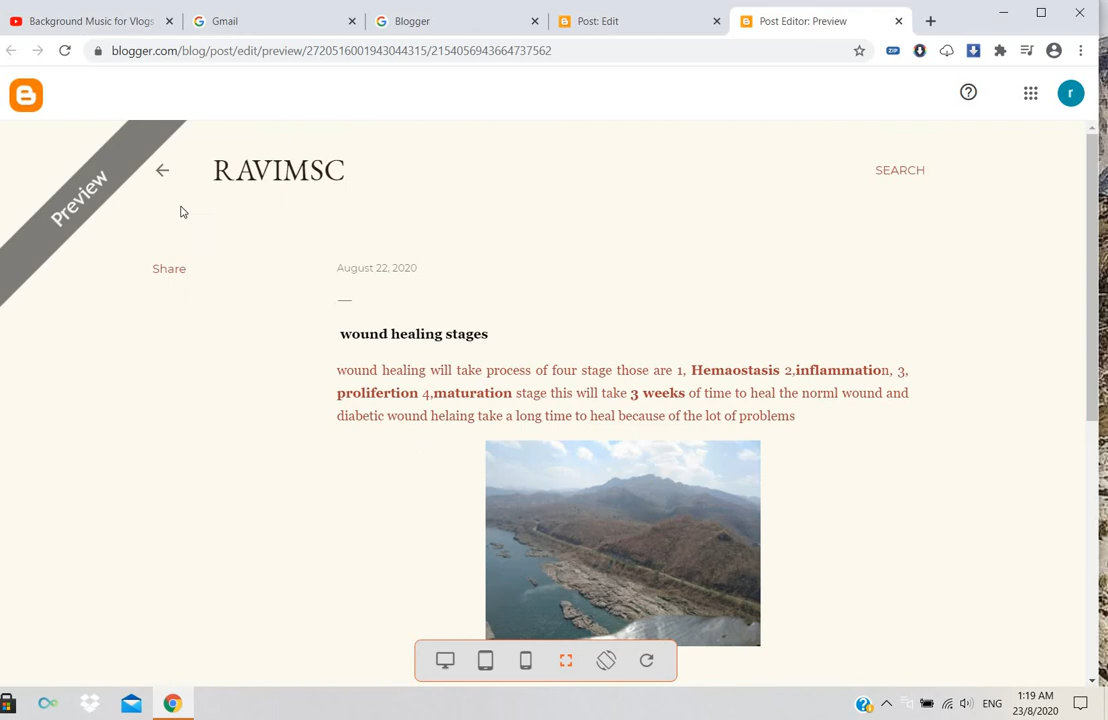 Background Music for Vlogs
Gmail
Blogger
Post: Edit
Post Editor: Preview
blogger.com/blog/post/edit/preview/2720516001943044315/2154056943664737562
ZIP
r
Preview
RAVIMSC
SEARCH
Share
August 22, 2020
wound healing stages
wound healing will take process of four stage those are 1, Hemaostasis 2,inflammation, 3,
prolifertion 4,maturation stage this will take 3 weeks of time to heal the norml wound and
diabetic wound helaing take a long time to heal because of the lot of problems
ENG
1:19 AM
23/8/2020